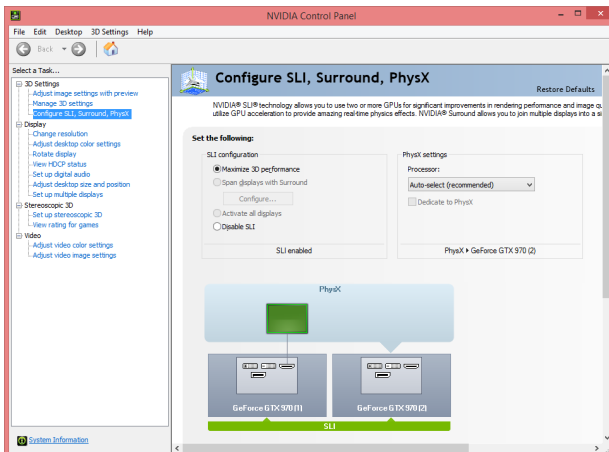 NVIDIA Control Panel
File Edit Desktop 3D Settings Help
Back
Select a Task...
3D Settings
Adjust image settings with preview
Manage 3D settings
Configure SLI, Surround, PhysX
Display
Change resolution
Adjust desktop color settings
Rotate display
View HDCP status
Set up digital audio
Adjust desktop size and position
Set up multiple displays
Stereoscopic 3D
Set up stereoscopic 3D
View rating for games
Video
Adjust video color settings
Adjust video image settings
System Information
Configure SLI, Surround, PhysX
Restore Defaults
NVIDIA® SLI® technology allows you to use two or more GPUs for significant improvements in rendering performance and image qu
utilize GPU acceleration to provide amazing real-time physics effects. NVIDIA® Surround allows you to join multiple displays into a si
Set the following:
SLI configuration
Maximize 3D performance
Span displays with Surround
Configure...
Activate all displays
Disable SLI
SLI enabled
PhysX settings
Processor:
Auto-select (recommended)
Dedicate to PhysX
PhysX ▸ GeForce GTX 970 (2)
PhysX
GeForce GTX 970 (1)
GeForce GTX 970 (2)
SLI